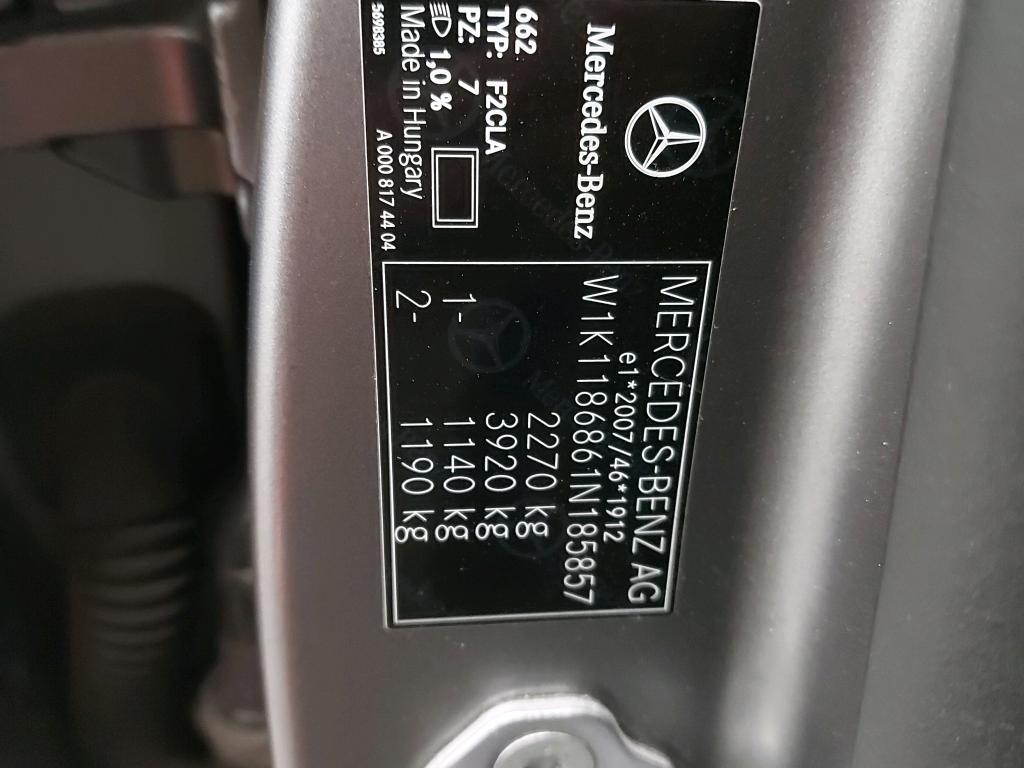 Mercedes-Benz
662
TYP: F2CLA
PZ: 7
1,0 %
Made in Hungary
5698385
A 000 817 44 04
MERCEDES-BENZ AG
e1*2007/46*1912
W1K1186861N185857
2270 kg
3920 kg
1- 1140 kg
2- 1190 kg